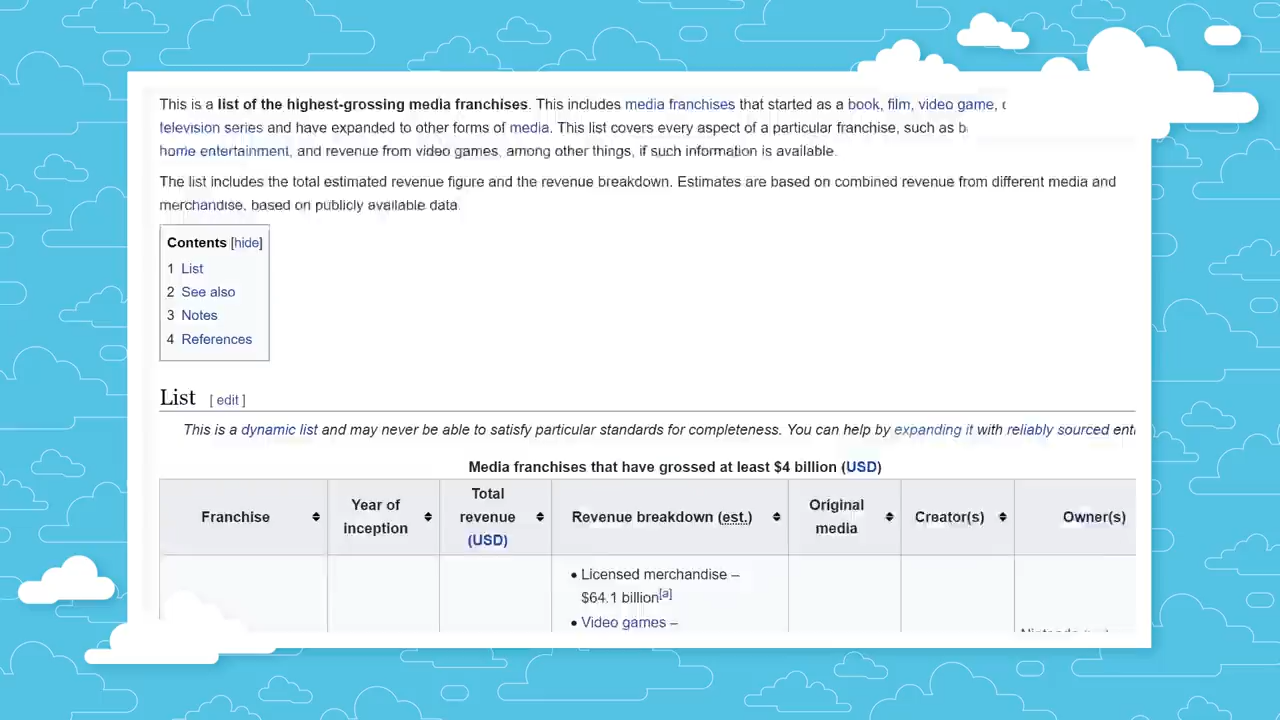 This is a list of the highest-grossing media franchises. This includes media franchises that started as a book, film, video game,
television series and have expanded to other forms of media. This list covers every aspect of a particular franchise, such as
home entertainment, and revenue from video games, among other things, if such information is available.
The list includes the total estimated revenue figure and the revenue breakdown. Estimates are based on combined revenue from different media and
merchandise, based on publicly available data.
Contents [hide]
1 List
2 See also
3 Notes
4 References
List [ edit ]
This is a dynamic list and may never be able to satisfy particular standards for completeness. You can help by expanding it with reliably sourced
Media franchises that have grossed at least $4 billion (USD)
Franchise
Year of
inception
Total
revenue
(USD)
Revenue breakdown (est.)
Original
media
Creator(s)
Owner(s)
• Licensed merchandise –
$64.1 billion[a]
• Video games –